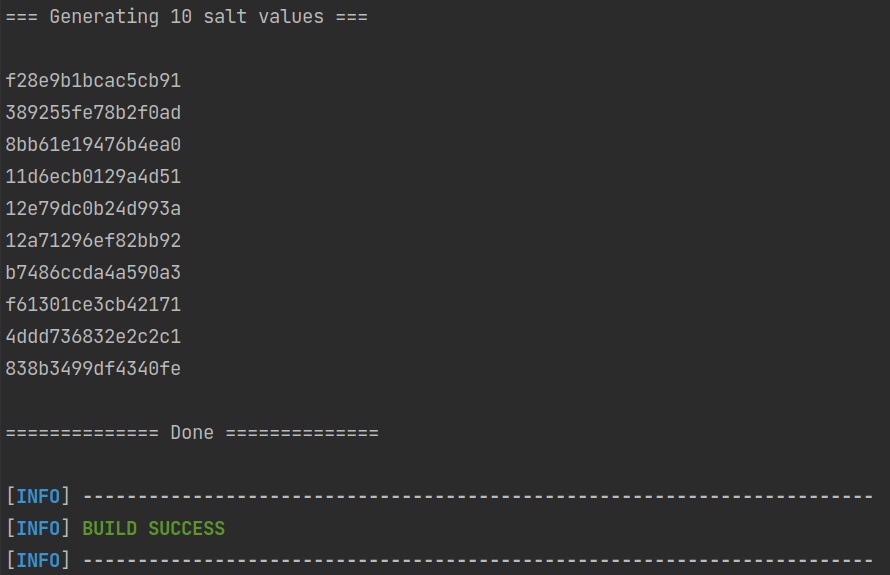 === Generating 10 salt values ===
f28e9b1bcac5cb91
389255fe78b2f0ad
8bb61e19476b4ea0
11d6ecb0129a4d51
12e79dc0b24d993a
12a71296ef82bb92
b7486ccda4a590a3
f61301ce3cb42171
4ddd736832e2c2c1
838b3499df4340fe
============== Done ==============
[INFO] ------------------------------------------------------------------------
[INFO] BUILD SUCCESS
[INFO] ------------------------------------------------------------------------